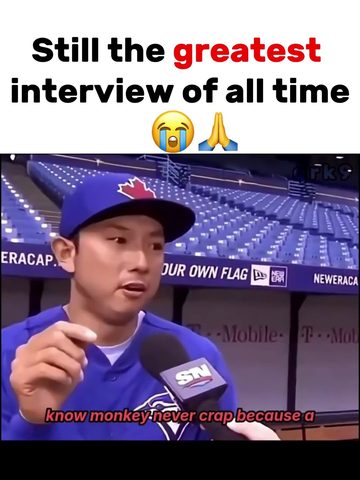 Still the greatest
interview of all time
😭🙏
ERACAP.
OUR OWN FLAG
NEW ERA
NEWERACA
T
Mobile
T
Mob
SN
know monkey never crap because a